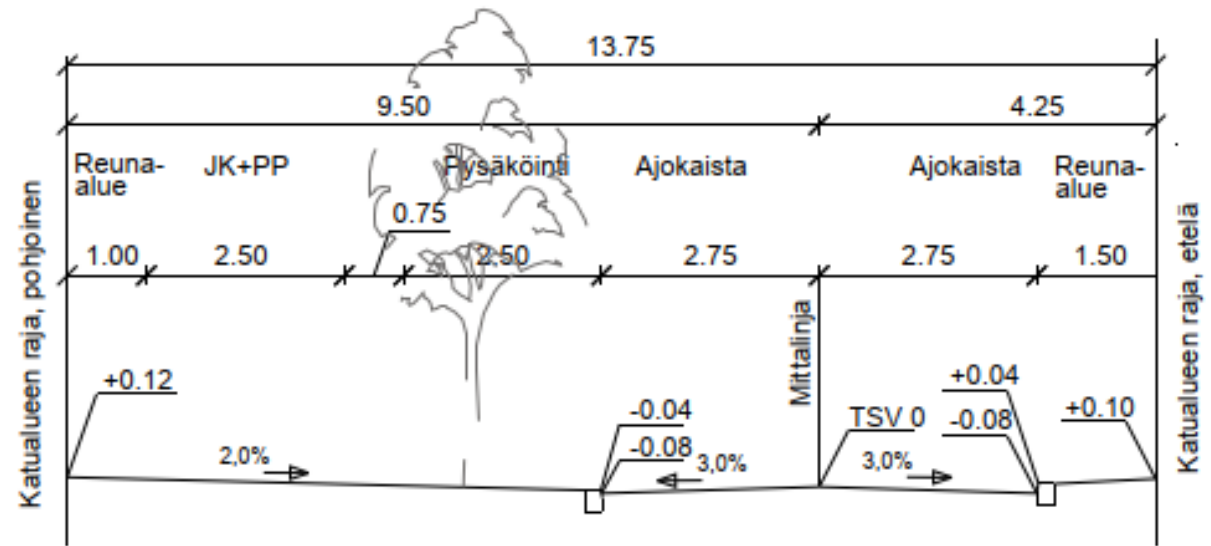 13.75
9.50 4.25
Reuna-
alue
JK+PP
Pysäköinti
Ajokaista
Ajokaista
Reuna-
alue
0.75
1.00 2.50 2.50 2.75 2.75 1.50
Katualueen raja, pohjoinen
Mittalinja
Katualueen raja, etelä
+0.12
-0.04
-0.08
TSV 0
+0.04
-0.08
+0.10
2,0%
3,0%
3,0%